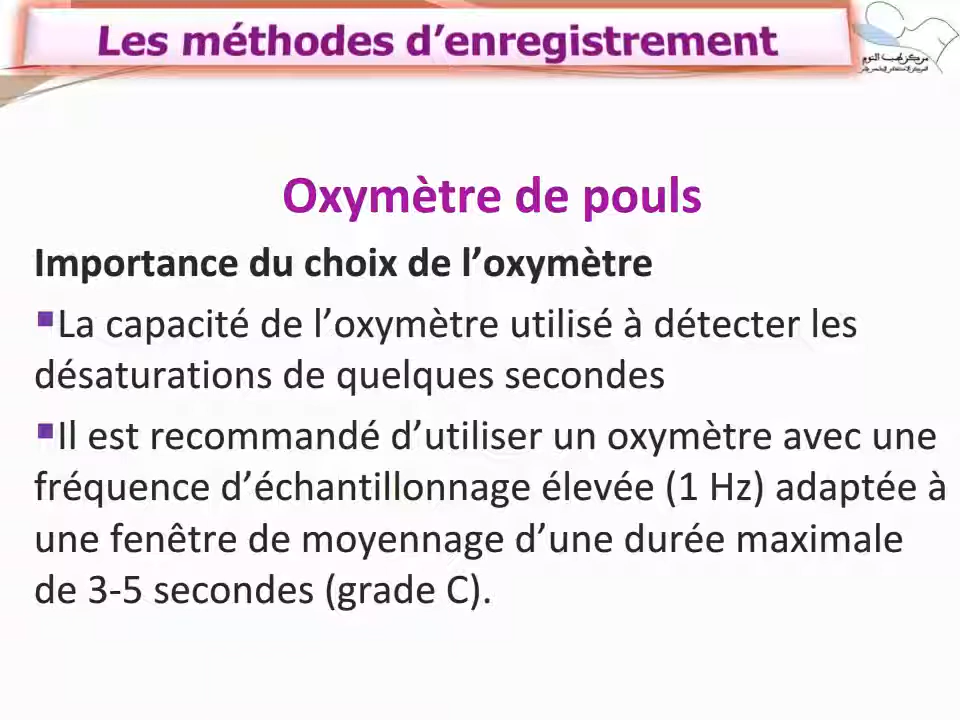 Les méthodes d’enregistrement
Oxymètre de pouls
Importance du choix de l’oxymètre
▪La capacité de l’oxymètre utilisé à détecter les
désaturations de quelques secondes
▪Il est recommandé d’utiliser un oxymètre avec une
fréquence d’échantillonnage élevée (1 Hz) adaptée à
une fenêtre de moyennage d’une durée maximale
de 3-5 secondes (grade C).